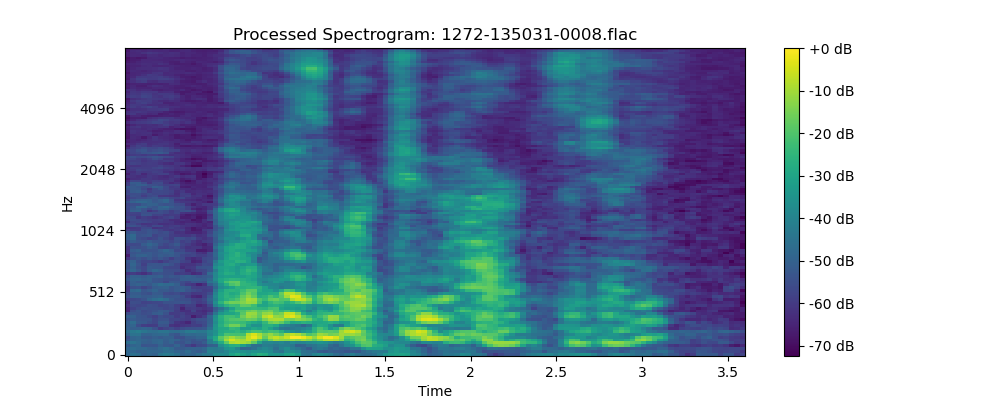 Processed Spectrogram: 1272-135031-0008.flac
Hz
4096
2048
1024
512
0
0 0.5 1 1.5 2 2.5 3 3.5
Time
+0 dB
-10 dB
-20 dB
-30 dB
-40 dB
-50 dB
-60 dB
-70 dB